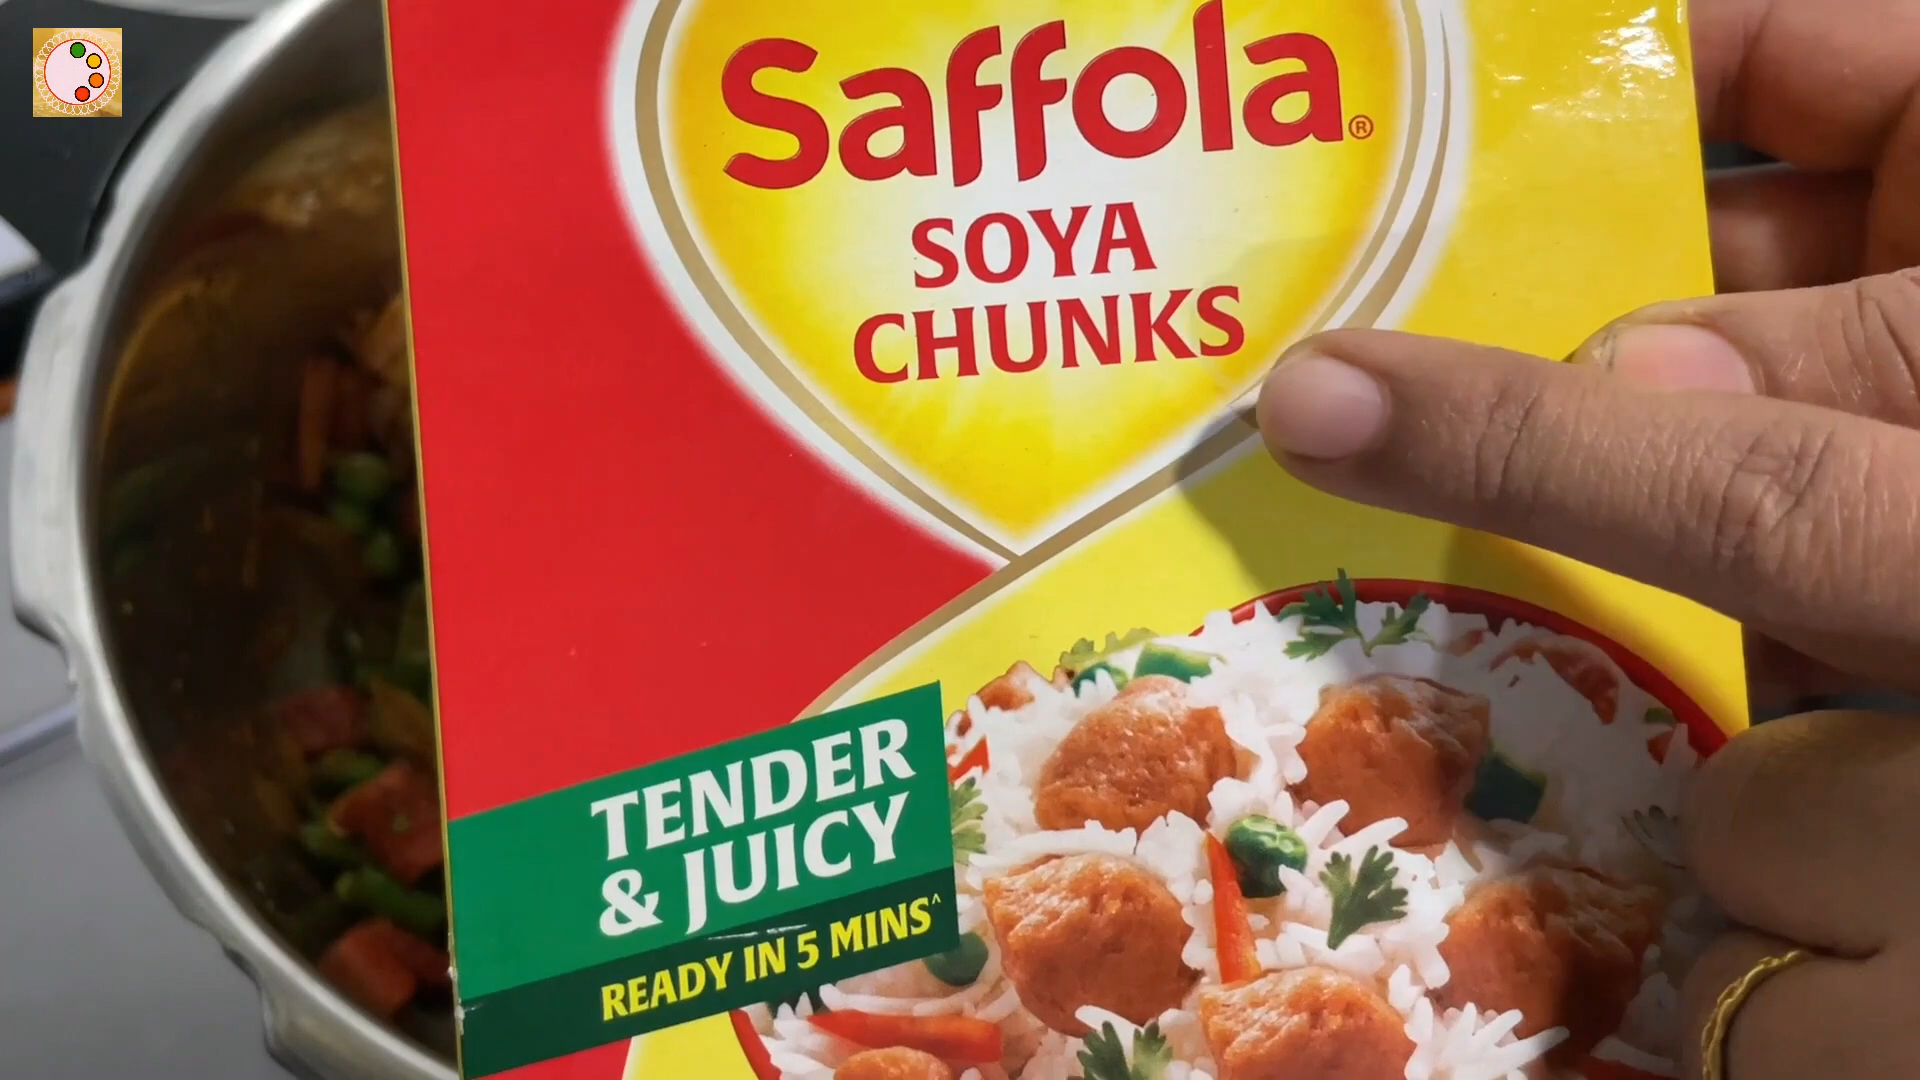 Saffola®
SOYA
CHUNKS
TENDER
& JUICY
READY IN 5 MINS^